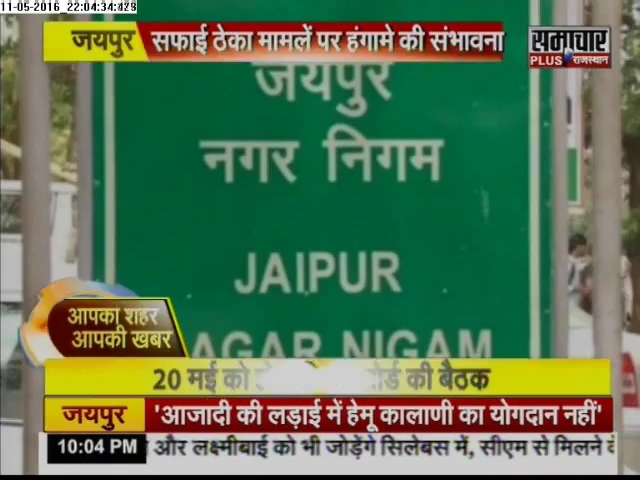 11-05-2016 22:04:34
जयपुर सफाई ठेका मामलों पर हंगामे की संभावना
समाचार
PLUS राजस्थान
जयपुर
नगर निगम
JAIPUR
NAGAR NIGAM
आपका शहर
आपकी खबर
20 मई को की बैठक
जयपुर 'आजादी की लड़ाई में हेमू कालाणी का योगदान नहीं'
10:04 PM और लक्ष्मीबाई को भी जोड़ेंगे सिलेबस में, सीएम से मिलने